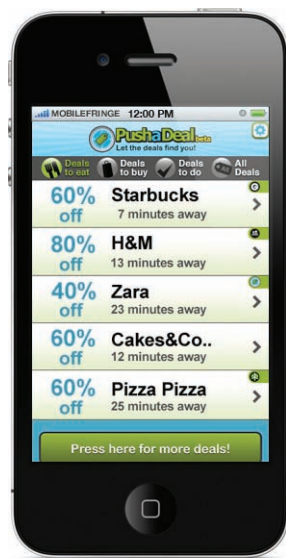 MOBILEFRINGE 12:00 PM
PushaDeal beta
Let the deals find you!
Deals to eat
Deals to buy
Deals to do
All Deals
60% off Starbucks
7 minutes away
80% off H&M
13 minutes away
40% off Zara
23 minutes away
60% off Cakes&Co..
12 minutes away
60% off Pizza Pizza
25 minutes away
Press here for more deals!